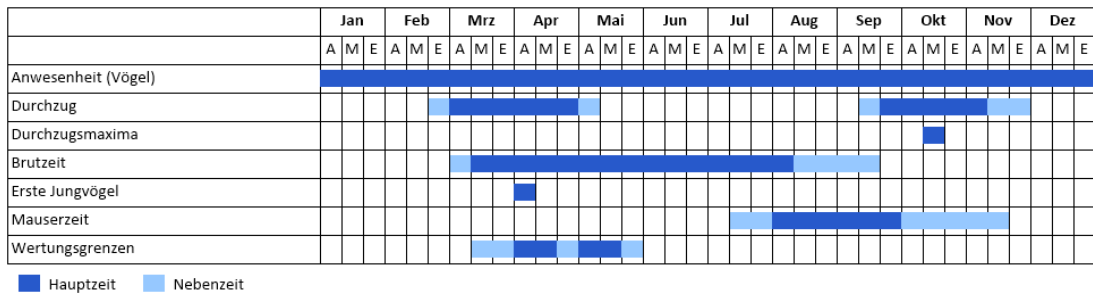 Jan Feb Mrz Apr Mai Jun Jul Aug Sep Okt Nov Dez
A M E A M E A M E A M E A M E A M E A M E A M E A M E A M E A M E A M E
Anwesenheit (Vögel)
Durchzug
Durchzugsmaxima
Brutzeit
Erste Jungvögel
Mauserzeit
Wertungsgrenzen
Hauptzeit Nebenzeit